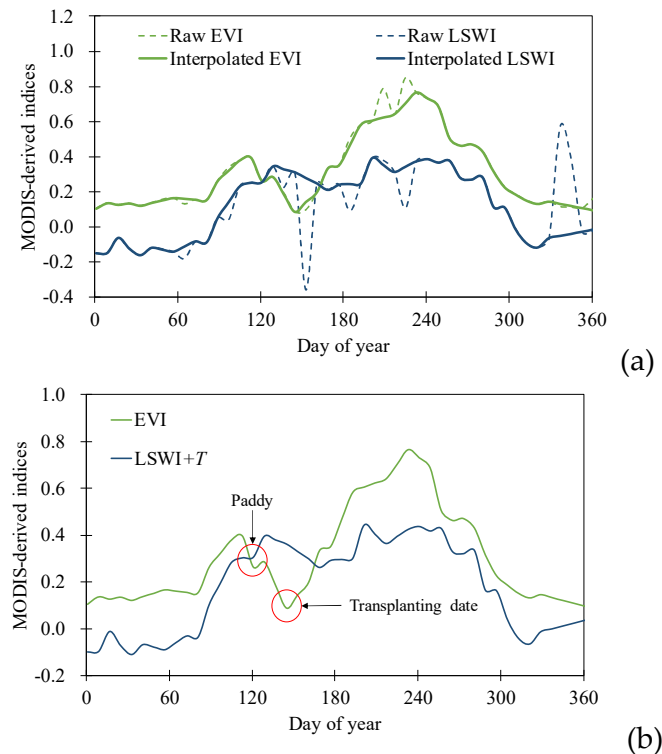 Raw EVI
Raw LSWI
Interpolated EVI
Interpolated LSWI
MODIS-derived indices
1.2
1.0
0.8
0.6
0.4
0.2
0.0
-0.2
-0.4
0 60 120 180 240 300 360
Day of year
(a)
MODIS-derived indices
1.0
0.8
0.6
0.4
0.2
0.0
-0.2
EVI
LSWI+T
Paddy
Transplanting date
0 60 120 180 240 300 360
Day of year
(b)